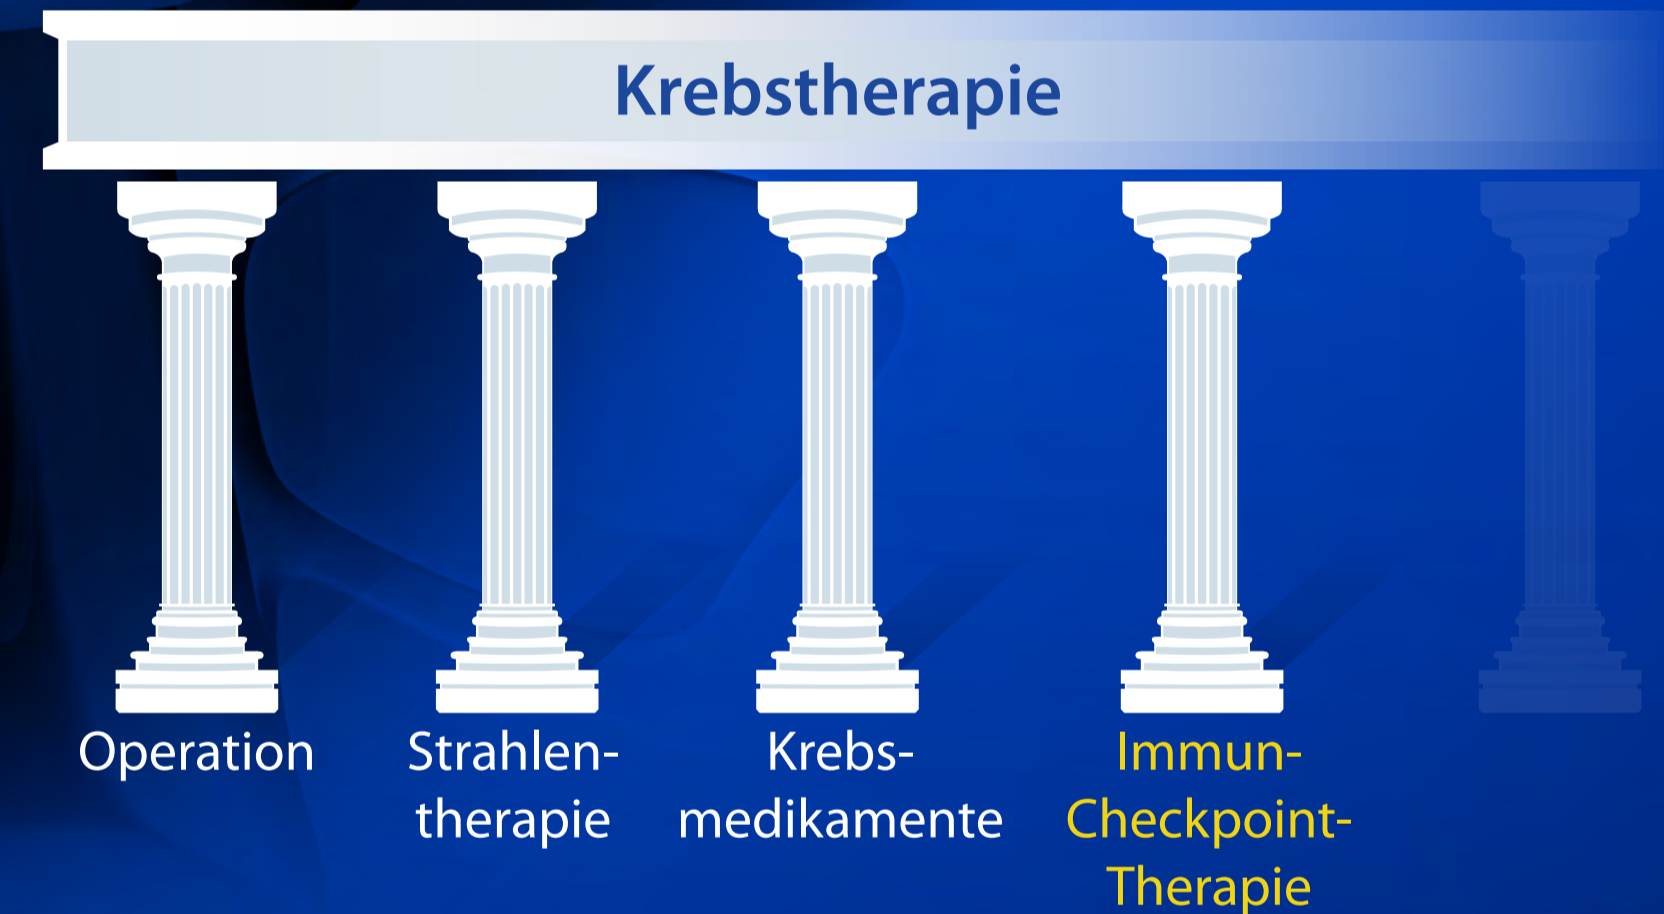 Krebstherapie
Operation
Strahlen-
therapie
Krebs-
medikamente
Immun-
Checkpoint-
Therapie